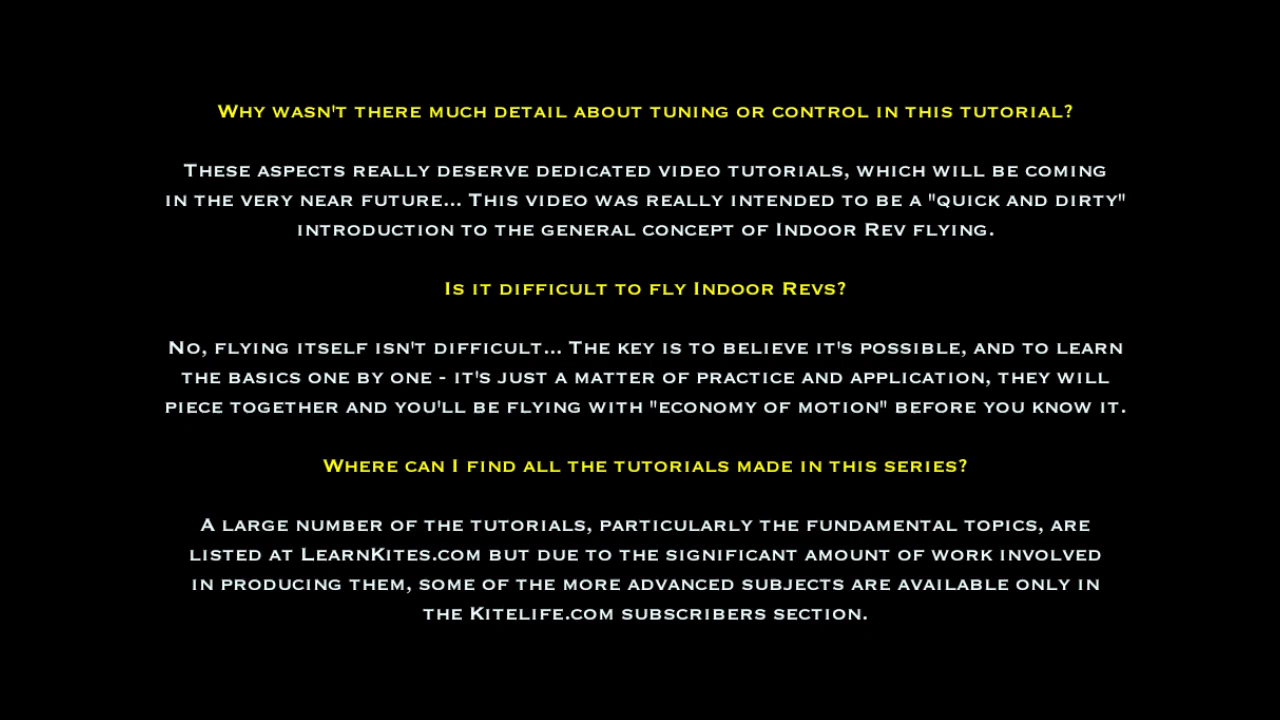 Why wasn't there much detail about tuning or control in this tutorial?
These aspects really deserve dedicated video tutorials, which will be coming
in the very near future... This video was really intended to be a "quick and dirty"
introduction to the general concept of Indoor Rev flying.
Is it difficult to fly Indoor Revs?
No, flying itself isn't difficult... The key is to believe it's possible, and to learn
the basics one by one - it's just a matter of practice and application, they will
piece together and you'll be flying with "economy of motion" before you know it.
Where can I find all the tutorials made in this series?
A large number of the tutorials, particularly the fundamental topics, are
listed at LearnKites.com but due to the significant amount of work involved
in producing them, some of the more advanced subjects are available only in
the Kitelife.com subscribers section.